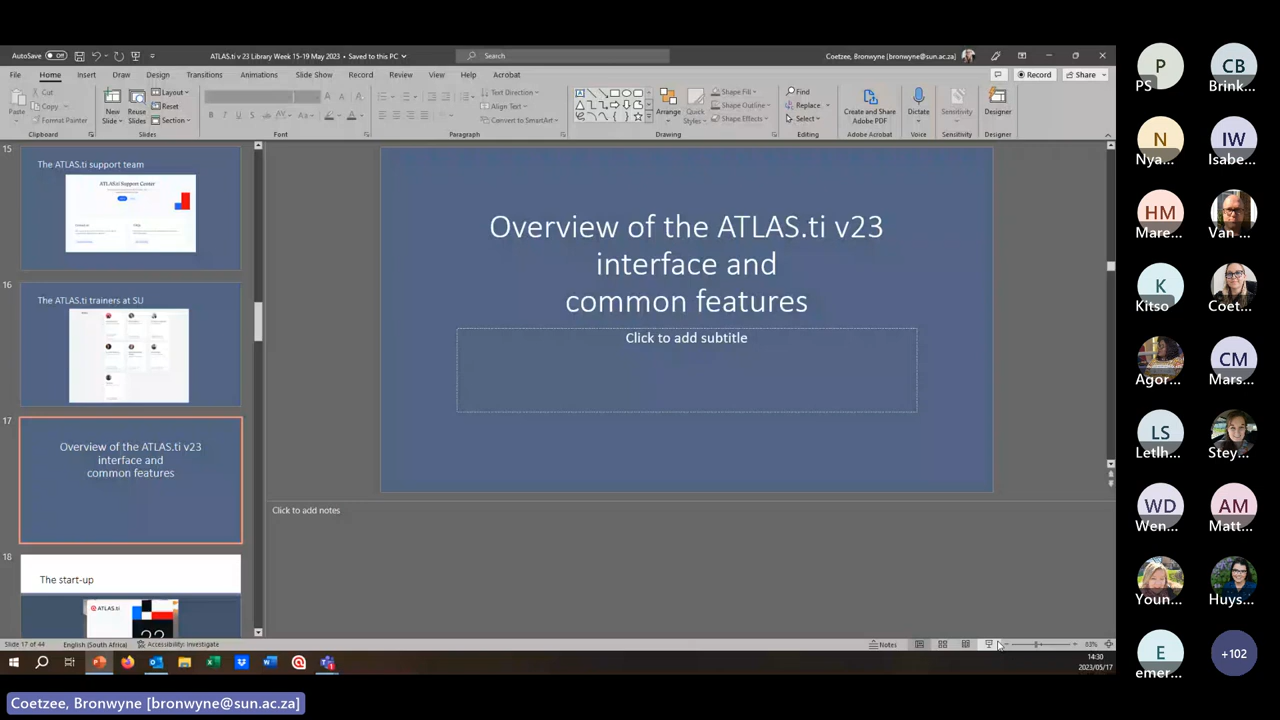 AutoSave Off
ATLAS.ti v 23 Library Week 15-19 May 2023 • Saved to this PC
Search
Coetzee, Bronwyne [bronwyne@sun.ac.za]
File Home Insert Draw Design Transitions Animations Slide Show Record Review View Help Acrobat
Record
Share
Paste
Cut
Copy
Format Painter
Clipboard
New Slide
Reuse Slides
Layout
Reset
Section
Slides
Font
Text Direction
Align Text
Convert to SmartArt
Paragraph
Arrange
Quick Styles
Shape Fill
Shape Outline
Shape Effects
Drawing
Find
Replace
Select
Editing
Create and Share Adobe PDF
Adobe Acrobat
Dictate
Voice
Sensitivity
Sensitivity
Designer
Designer
15
The ATLAS.ti support team
ATLAS.ti Support Center
16
The ATLAS.ti trainers at SU
17
Overview of the ATLAS.ti v23
interface and
common features
18
The start-up
ATLAS.ti
Overview of the ATLAS.ti v23
interface and
common features
Click to add subtitle
Click to add notes
Slide 17 of 44
English (South Africa)
Accessibility: Investigate
Notes
63%
14:30
2023/05/17
Coetzee, Bronwyne [bronwyne@sun.ac.za]
P
PS
CB
Brink...
N
Nya...
IW
Isabe...
HM
Mare...
Van ...
K
Kitso
Coet...
Agor...
CM
Mars...
LS
Letlh...
Stey...
WD
Wen...
AM
Matt...
Youn...
Huys...
E
emer...
+102